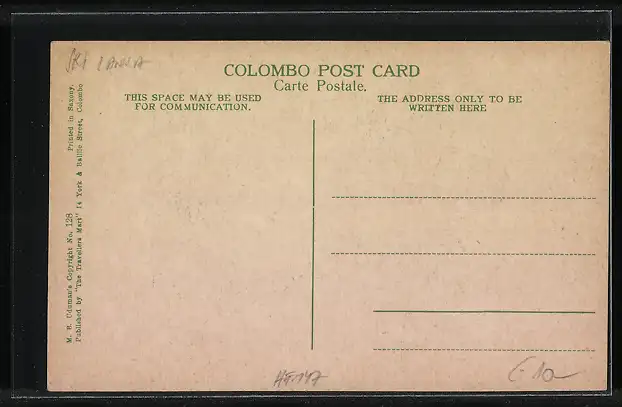 SRI LANKA
COLOMBO POST CARD
Carte Postale.
THIS SPACE MAY BE USED
FOR COMMUNICATION.
THE ADDRESS ONLY TO BE
WRITTEN HERE
M. B. Uduman's Copyright No. 128 Printed in Saxony.
Published by "The Travellers Mart" 14 York & Baillie Street, Colombo